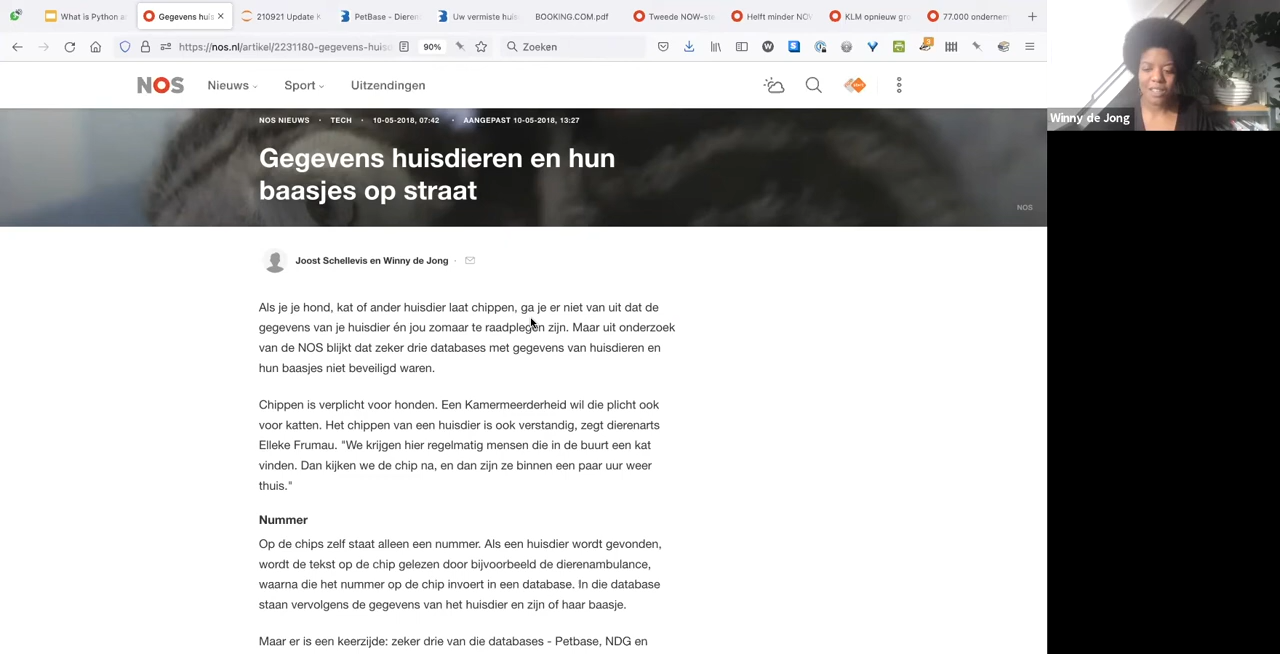 What is Python a
Gegevens huis
210921 Update K
PetBase - Dieren
Uw vermiste huis
BOOKING.COM.pdf
Tweede NOW-ste
Helft minder NO
KLM opnieuw gro
77.000 ondernem
https://nos.nl/artikel/2231180-gegevens-huis
90%
Zoeken
NOS
Nieuws
Sport
Uitzendingen
Winny de Jong
NOS NIEUWS · TECH · 10-05-2018, 07:42 · AANGEPAST 10-05-2018, 13:27
Gegevens huisdieren en hun
baasjes op straat
NOS
Joost Schellevis en Winny de Jong ·
Als je je hond, kat of ander huisdier laat chippen, ga je er niet van uit dat de
gegevens van je huisdier én jou zomaar te raadplegen zijn. Maar uit onderzoek
van de NOS blijkt dat zeker drie databases met gegevens van huisdieren en
hun baasjes niet beveiligd waren.
Chippen is verplicht voor honden. Een Kamermeerderheid wil die plicht ook
voor katten. Het chippen van een huisdier is ook verstandig, zegt dierenarts
Elleke Frumau. "We krijgen hier regelmatig mensen die in de buurt een kat
vinden. Dan kijken we de chip na, en dan zijn ze binnen een paar uur weer
thuis."
Nummer
Op de chips zelf staat alleen een nummer. Als een huisdier wordt gevonden,
wordt de tekst op de chip gelezen door bijvoorbeeld de dierenambulance,
waarna die het nummer op de chip invoert in een database. In die database
staan vervolgens de gegevens van het huisdier en zijn of haar baasje.
Maar er is een keerzijde: zeker drie van die databases - Petbase, NDG en